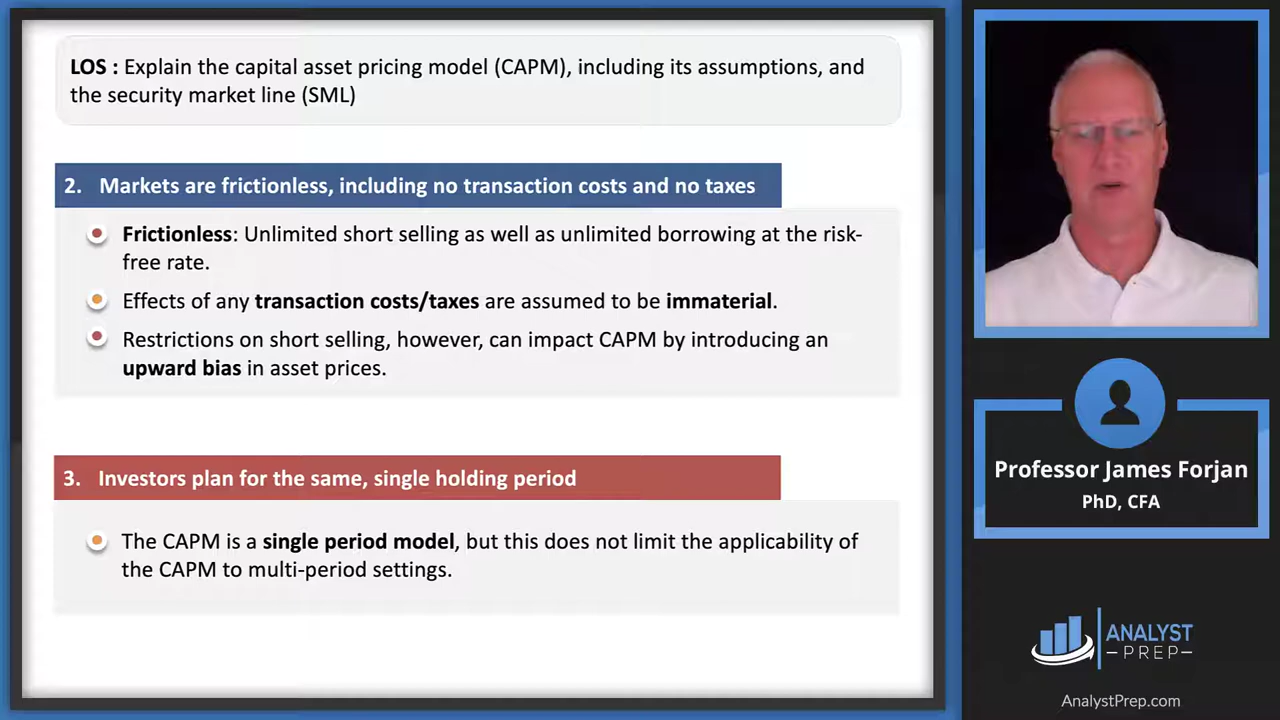 LOS : Explain the capital asset pricing model (CAPM), including its assumptions, and
the security market line (SML)
2. Markets are frictionless, including no transaction costs and no taxes
Frictionless: Unlimited short selling as well as unlimited borrowing at the risk-
free rate.
Effects of any transaction costs/taxes are assumed to be immaterial.
Restrictions on short selling, however, can impact CAPM by introducing an
upward bias in asset prices.
3. Investors plan for the same, single holding period
The CAPM is a single period model, but this does not limit the applicability of
the CAPM to multi-period settings.
Professor James Forjan
PhD, CFA
ANALYST
PREP
AnalystPrep.com